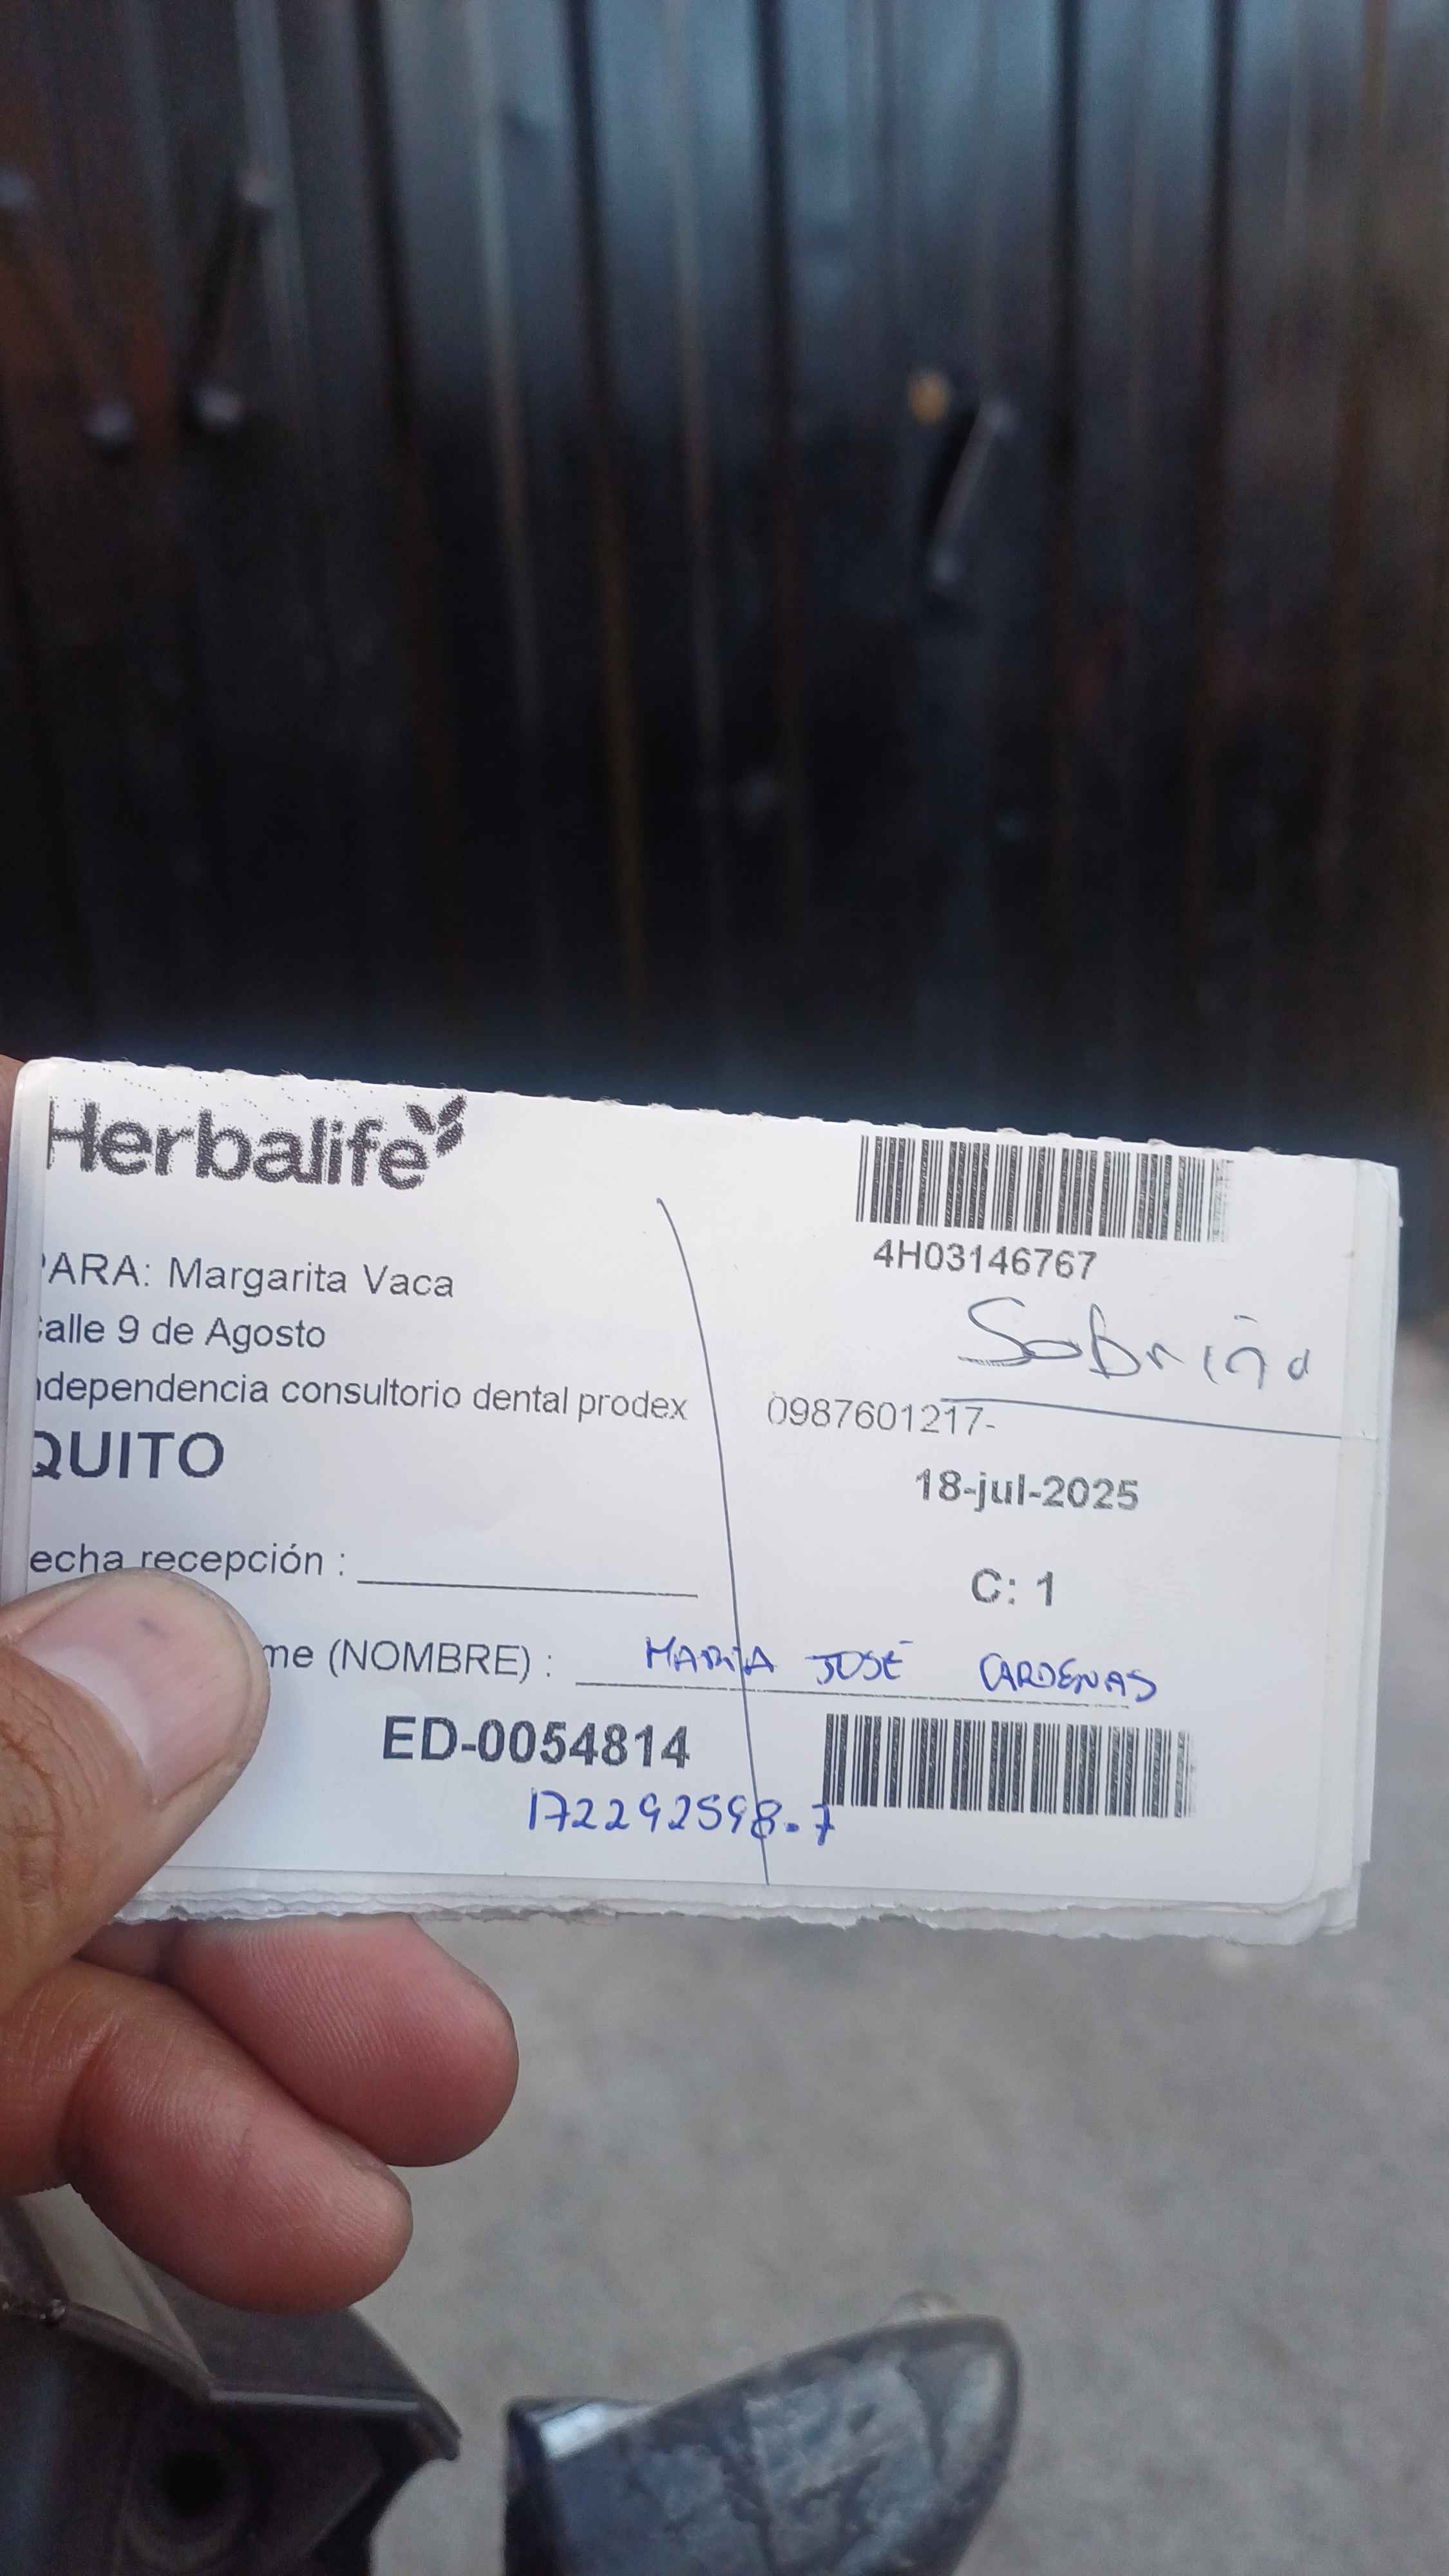 Herbalife
4H03146767
PARA: Margarita Vaca
Sobriña
alle 9 de Agosto
ndependencia consultorio dental prodex
0987601217-
QUITO
18-jul-2025
echa recepción :
C: 1
me (NOMBRE) : MARIA JOSÉ CARDENAS
ED-0054814
172292598-7